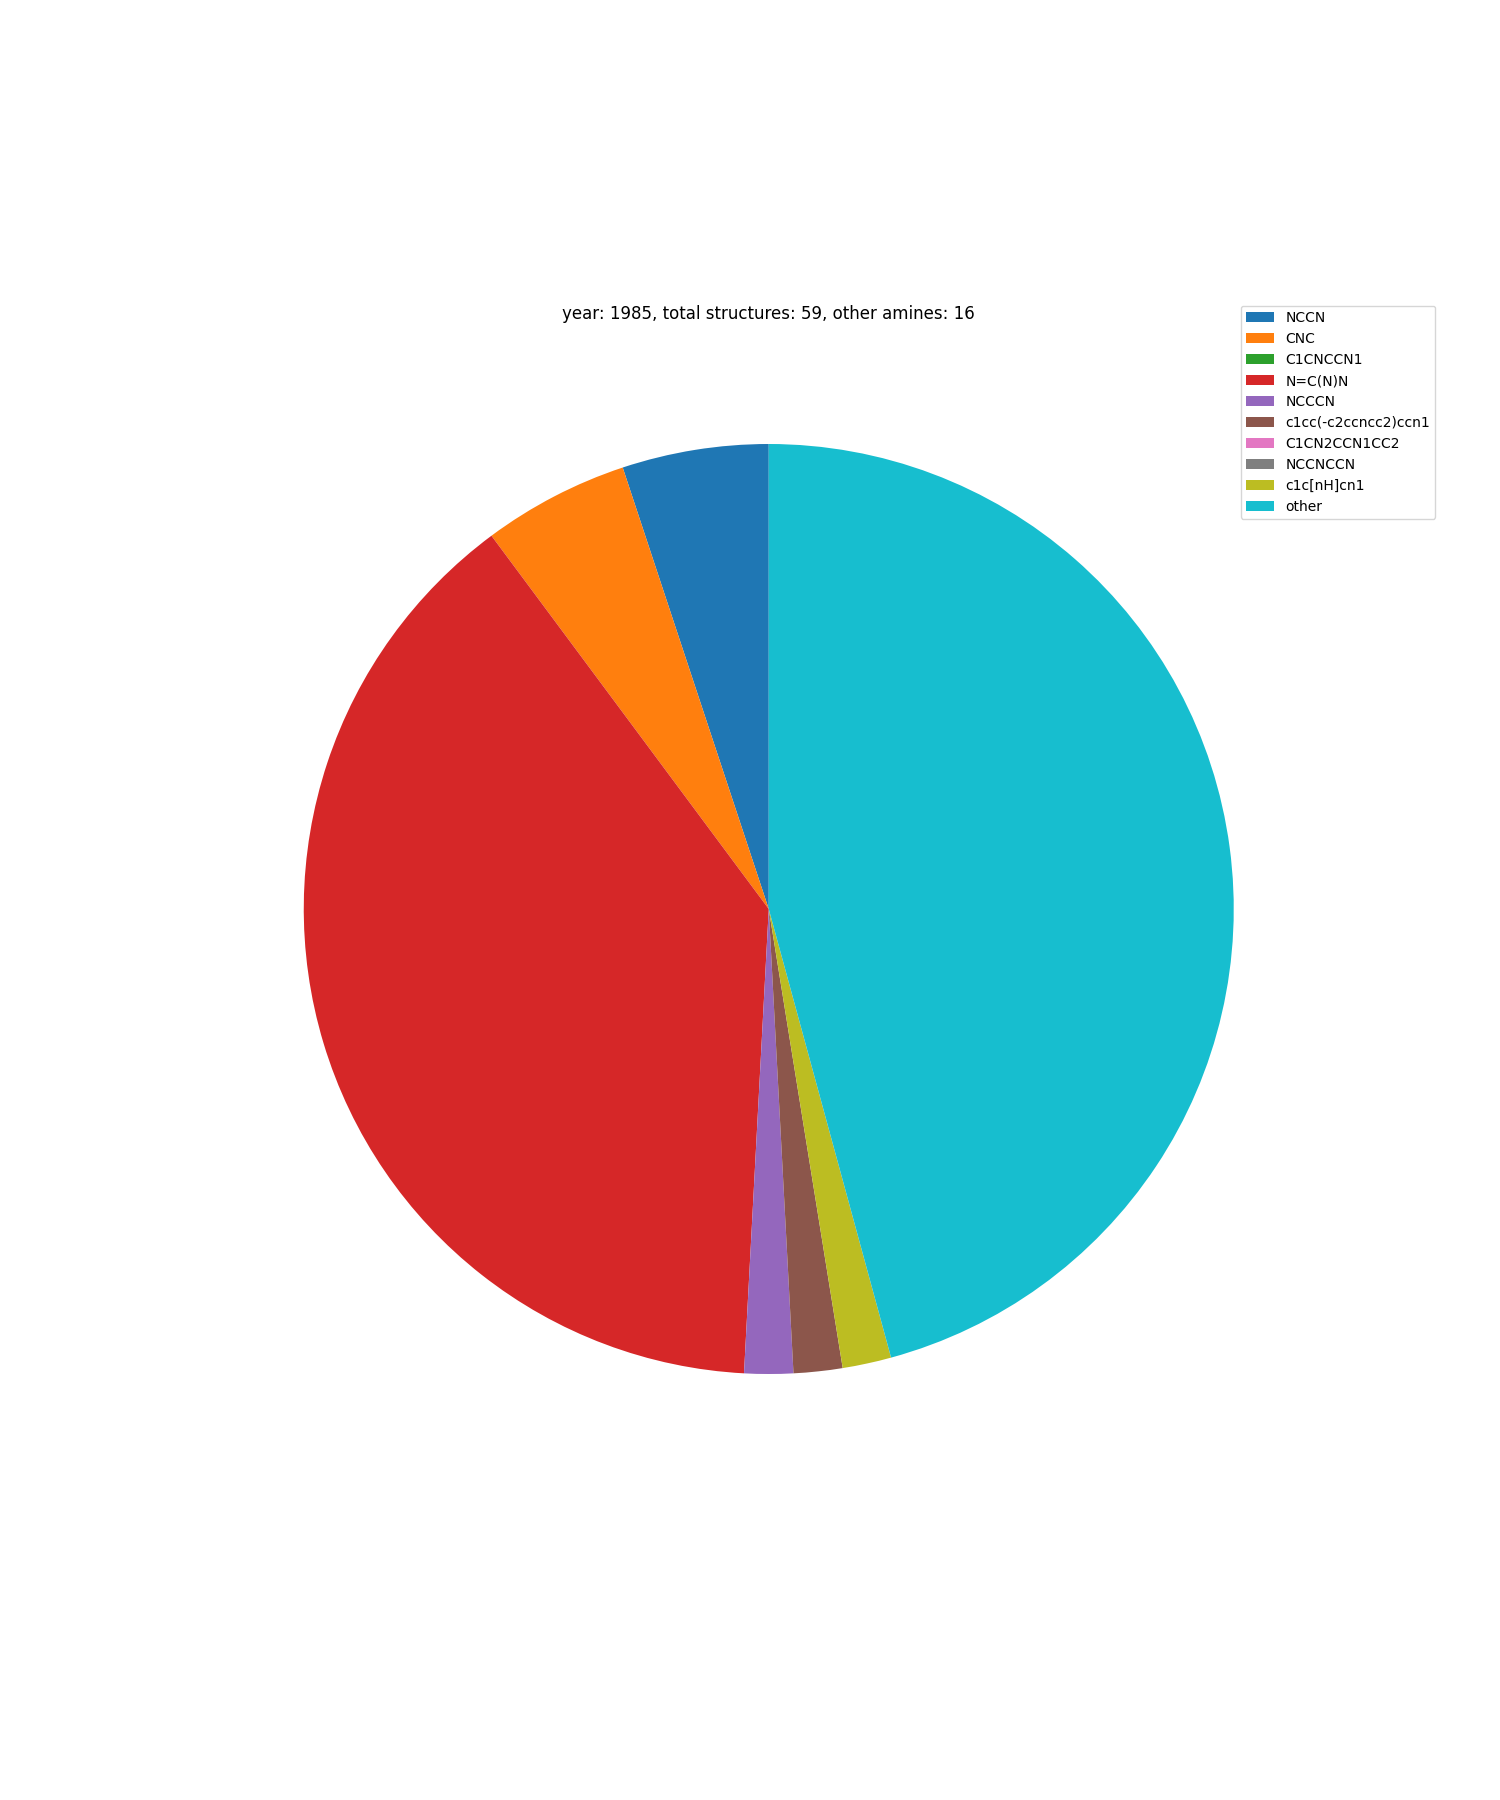 year: 1985, total structures: 59, other amines: 16
NCCN
CNC
C1CNCCN1
N=C(N)N
NCCCN
c1cc(-c2ccncc2)ccn1
C1CN2CCN1CC2
NCCNCCN
c1c[nH]cn1
other